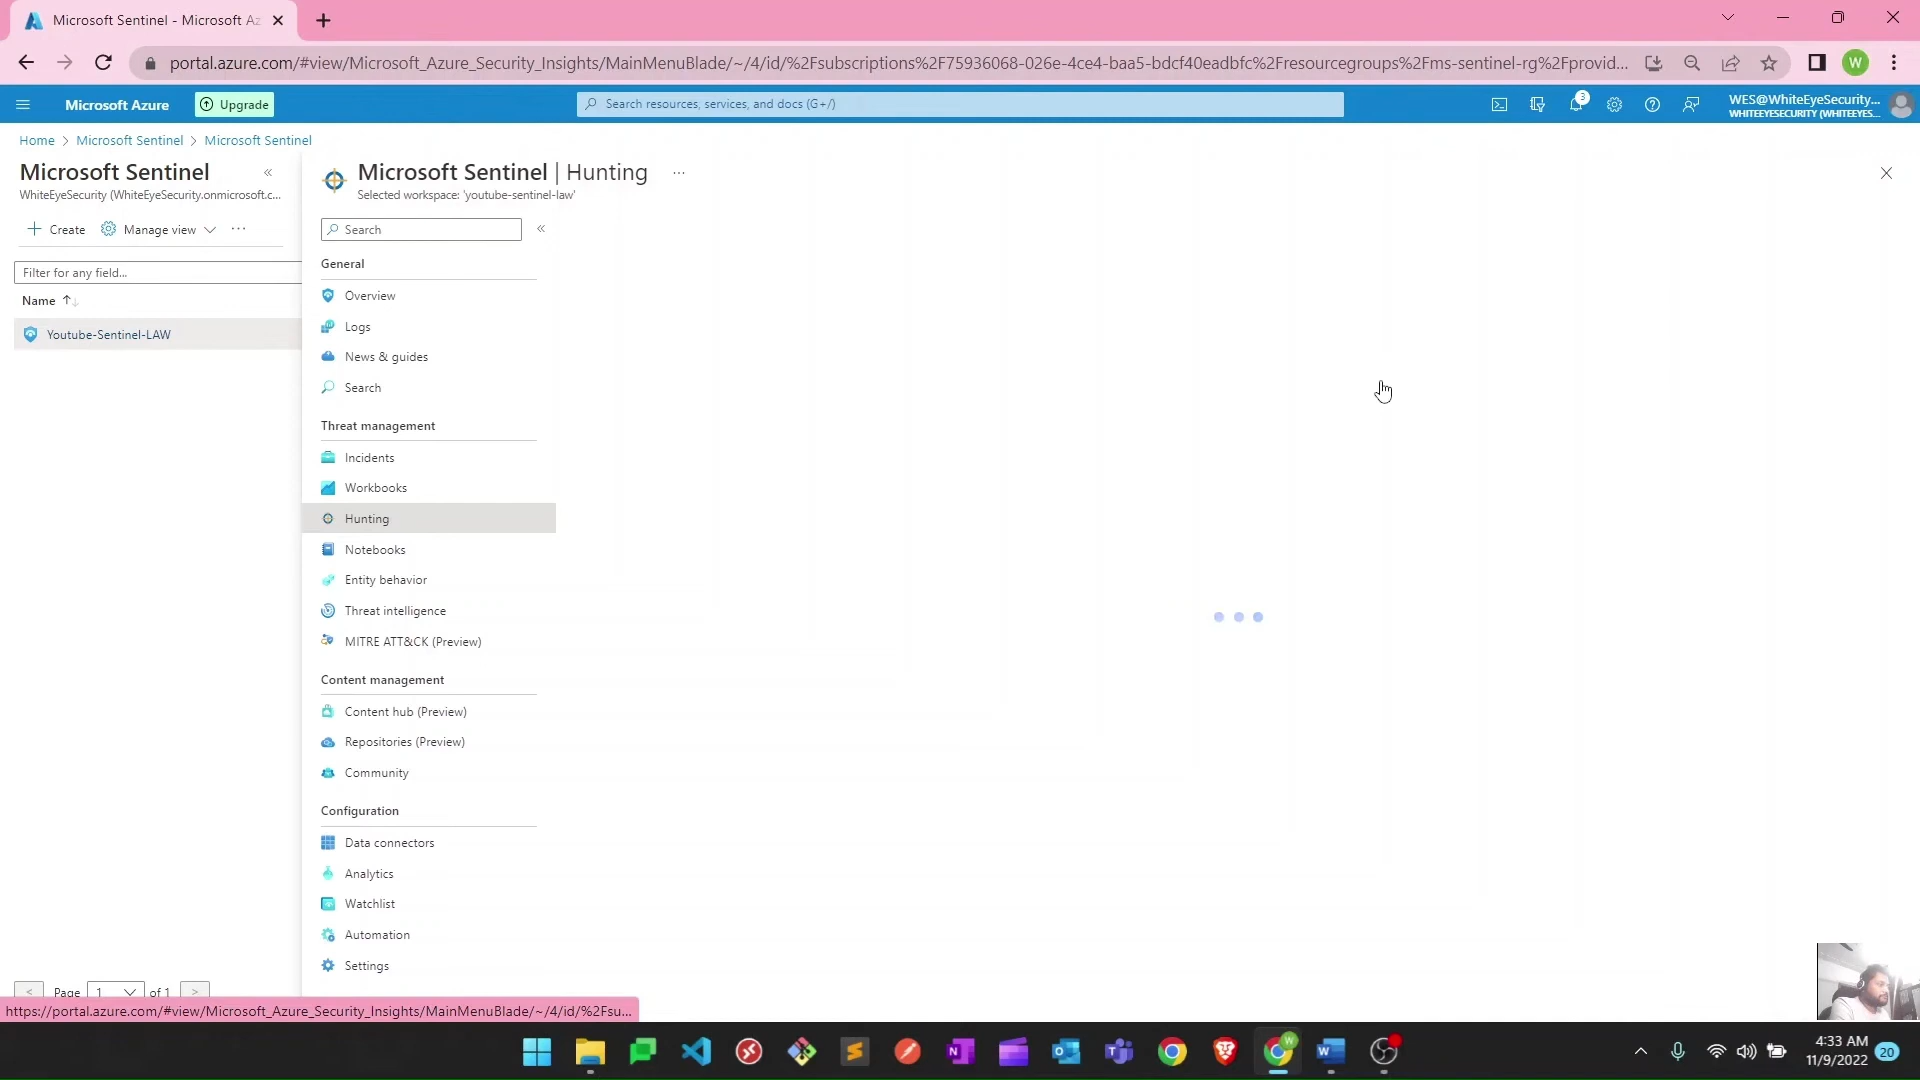 Microsoft Sentinel - Microsoft Az
portal.azure.com/#view/Microsoft_Azure_Security_Insights/MainMenuBlade/~/4/id/%2Fsubscriptions%2F75936068-026e-4ce4-baa5-bdcf40eadbfc%2Fresourcegroups%2Fms-sentinel-rg%2Fprovid...
W
Microsoft Azure
Upgrade
Search resources, services, and docs (G+/)
3
WES@WhiteEyeSecurity...
WHITEEYESECURITY (WHITEEYES...
Home > Microsoft Sentinel > Microsoft Sentinel
Microsoft Sentinel
WhiteEyeSecurity (WhiteEyeSecurity.onmicrosoft.c...
+ Create
Manage view
...
Filter for any field...
Name
Youtube-Sentinel-LAW
< Page 1 of 1 >
Microsoft Sentinel | Hunting
...
Selected workspace: 'youtube-sentinel-law'
Search
«
General
Overview
Logs
News & guides
Search
Threat management
Incidents
Workbooks
Hunting
Notebooks
Entity behavior
Threat intelligence
MITRE ATT&CK (Preview)
Content management
Content hub (Preview)
Repositories (Preview)
Community
Configuration
Data connectors
Analytics
Watchlist
Automation
Settings
https://portal.azure.com/#view/Microsoft_Azure_Security_Insights/MainMenuBlade/~/4/id/%2Fsu...
4:33 AM
11/9/2022
20